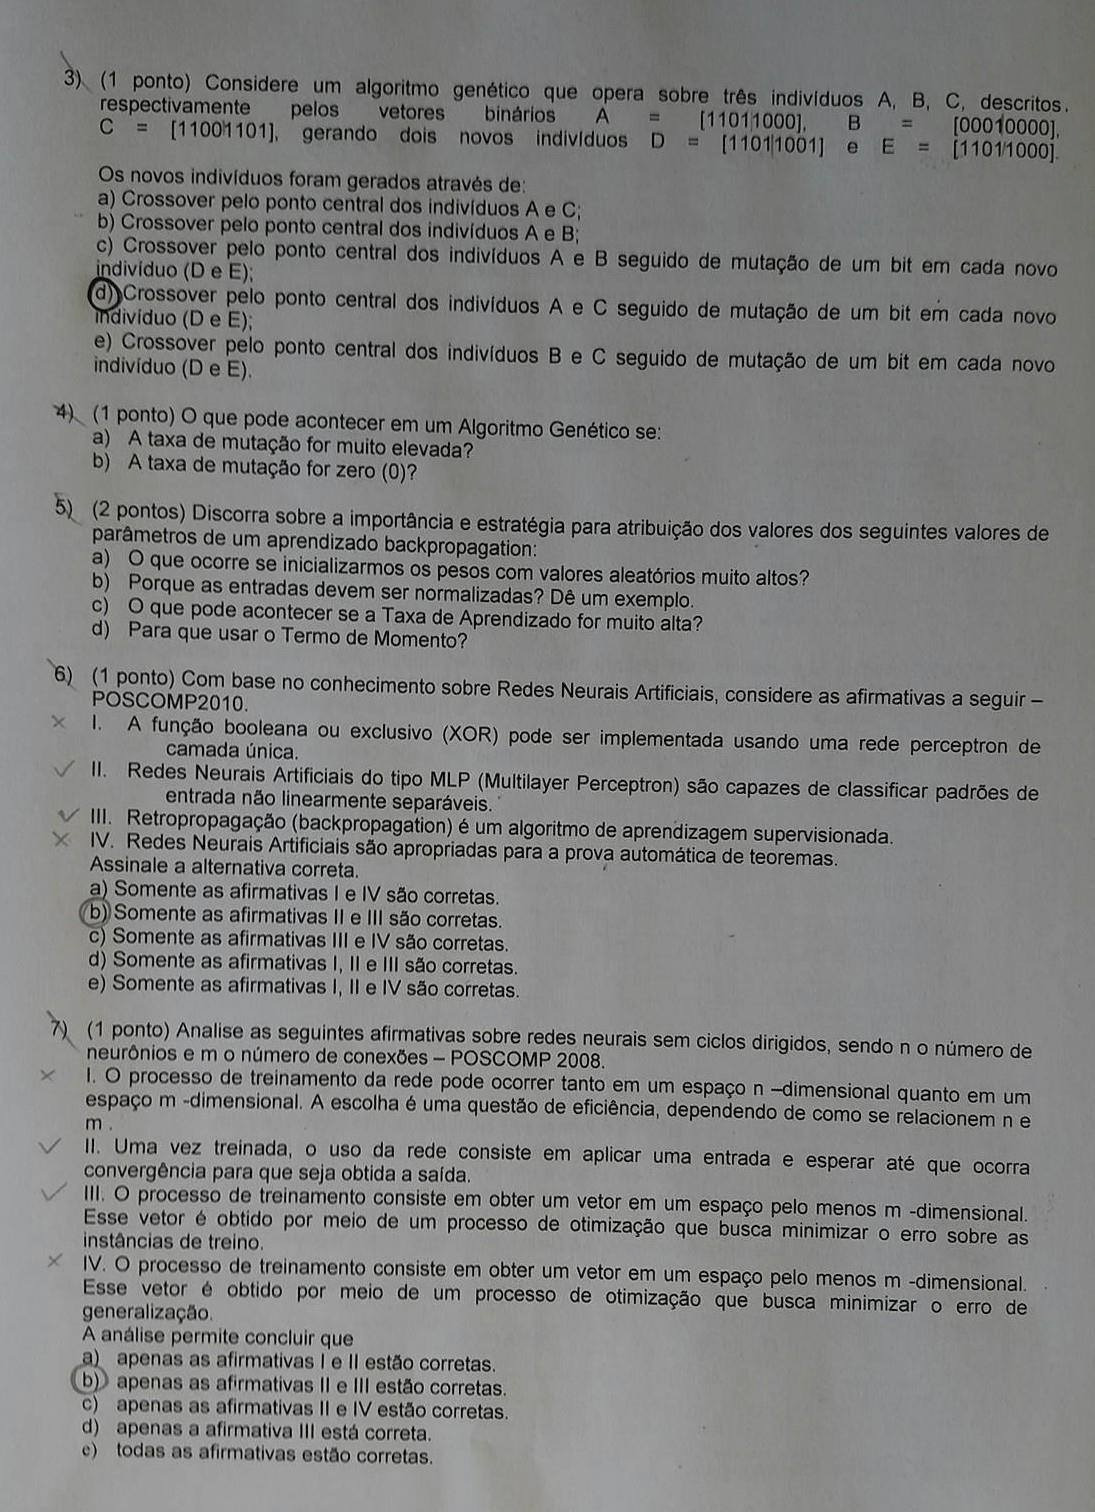 3) (1 ponto) Considere um algoritmo genético que opera sobre três indivíduos A, B, C, descritos.
respectivamente pelos vetores binários A = [11011000], B = [00010000],
C = [11001101], gerando dois novos indivíduos D = [11011001] e E = [11011000].
Os novos indivíduos foram gerados através de:
a) Crossover pelo ponto central dos indivíduos A e C;
b) Crossover pelo ponto central dos indivíduos A e B;
c) Crossover pelo ponto central dos indivíduos A e B seguido de mutação de um bit em cada novo
indivíduo (D e E);
d) Crossover pelo ponto central dos indivíduos A e C seguido de mutação de um bit em cada novo
indivíduo (D e E);
e) Crossover pelo ponto central dos indivíduos B e C seguido de mutação de um bit em cada novo
indivíduo (D e E).
4) (1 ponto) O que pode acontecer em um Algoritmo Genético se:
a) A taxa de mutação for muito elevada?
b) A taxa de mutação for zero (0)?
5) (2 pontos) Discorra sobre a importância e estratégia para atribuição dos valores dos seguintes valores de
parâmetros de um aprendizado backpropagation:
a) O que ocorre se inicializarmos os pesos com valores aleatórios muito altos?
b) Porque as entradas devem ser normalizadas? Dê um exemplo.
c) O que pode acontecer se a Taxa de Aprendizado for muito alta?
d) Para que usar o Termo de Momento?
6) (1 ponto) Com base no conhecimento sobre Redes Neurais Artificiais, considere as afirmativas a seguir –
POSCOMP2010.
I. A função booleana ou exclusivo (XOR) pode ser implementada usando uma rede perceptron de
camada única.
II. Redes Neurais Artificiais do tipo MLP (Multilayer Perceptron) são capazes de classificar padrões de
entrada não linearmente separáveis.
III. Retropropagação (backpropagation) é um algoritmo de aprendizagem supervisionada.
IV. Redes Neurais Artificiais são apropriadas para a prova automática de teoremas.
Assinale a alternativa correta.
a) Somente as afirmativas I e IV são corretas.
b) Somente as afirmativas II e III são corretas.
c) Somente as afirmativas III e IV são corretas.
d) Somente as afirmativas I, II e III são corretas.
e) Somente as afirmativas I, II e IV são corretas.
7) (1 ponto) Analise as seguintes afirmativas sobre redes neurais sem ciclos dirigidos, sendo n o número de
neurônios e m o número de conexões – POSCOMP 2008.
I. O processo de treinamento da rede pode ocorrer tanto em um espaço n –dimensional quanto em um
espaço m -dimensional. A escolha é uma questão de eficiência, dependendo de como se relacionem n e
m .
II. Uma vez treinada, o uso da rede consiste em aplicar uma entrada e esperar até que ocorra
convergência para que seja obtida a saída.
III. O processo de treinamento consiste em obter um vetor em um espaço pelo menos m -dimensional.
Esse vetor é obtido por meio de um processo de otimização que busca minimizar o erro sobre as
instâncias de treino.
IV. O processo de treinamento consiste em obter um vetor em um espaço pelo menos m -dimensional.
Esse vetor é obtido por meio de um processo de otimização que busca minimizar o erro de
generalização.
A análise permite concluir que
a) apenas as afirmativas I e II estão corretas.
b) apenas as afirmativas II e III estão corretas.
c) apenas as afirmativas II e IV estão corretas.
d) apenas a afirmativa III está correta.
e) todas as afirmativas estão corretas.